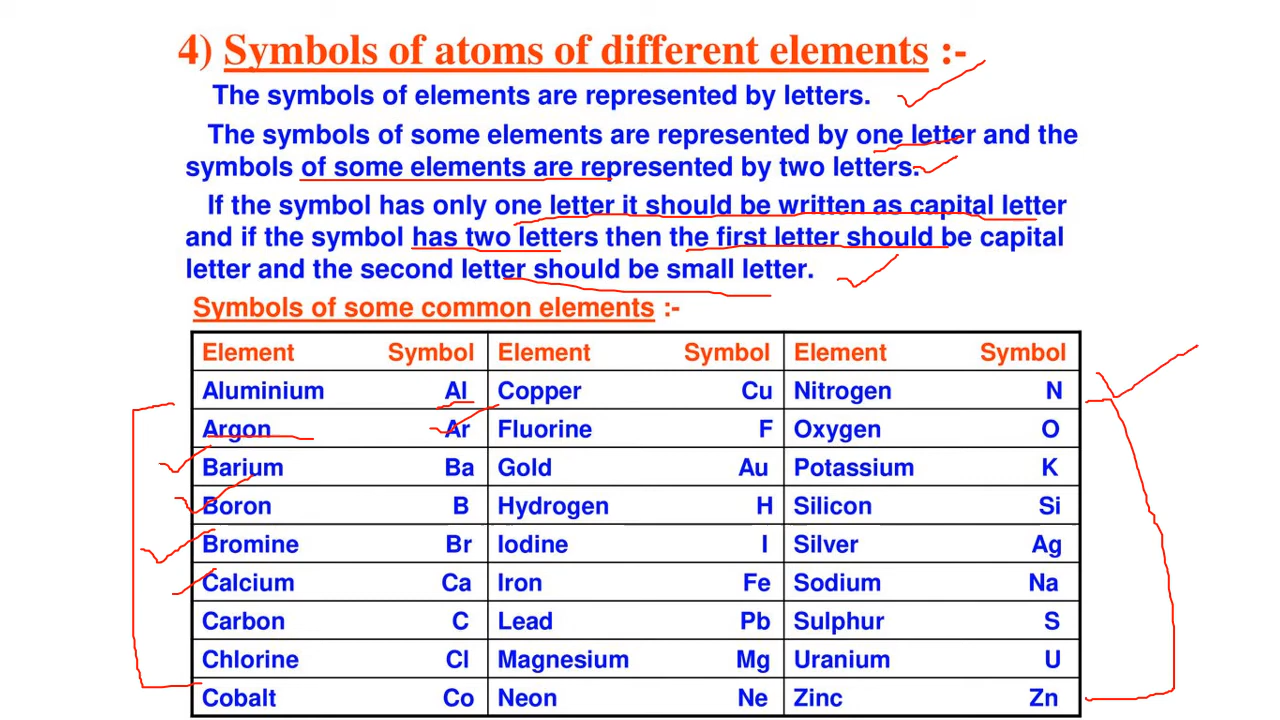 4) Symbols of atoms of different elements :-
The symbols of elements are represented by letters.
The symbols of some elements are represented by one letter and the
symbols of some elements are represented by two letters.
If the symbol has only one letter it should be written as capital letter
and if the symbol has two letters then the first letter should be capital
letter and the second letter should be small letter.
Symbols of some common elements :-
Element Symbol Element Symbol Element Symbol
Aluminium Al Copper Cu Nitrogen N
Argon Ar Fluorine F Oxygen O
Barium Ba Gold Au Potassium K
Boron B Hydrogen H Silicon Si
Bromine Br Iodine I Silver Ag
Calcium Ca Iron Fe Sodium Na
Carbon C Lead Pb Sulphur S
Chlorine Cl Magnesium Mg Uranium U
Cobalt Co Neon Ne Zinc Zn